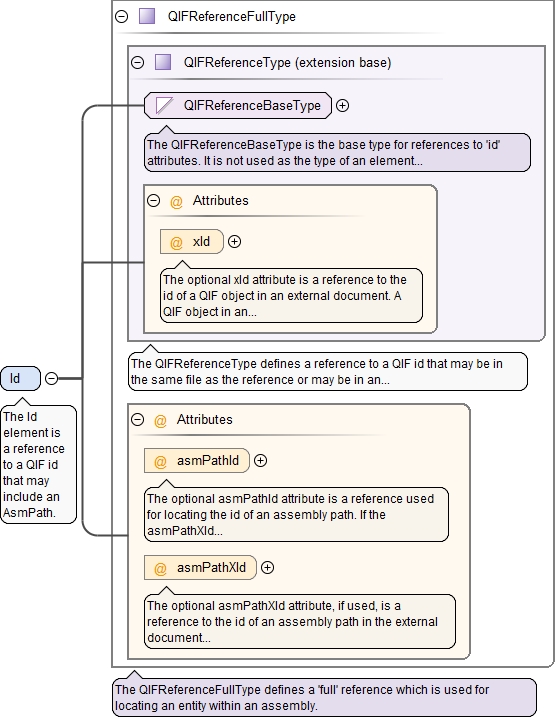 QIFReferenceFullType
QIFReferenceType (extension base)
QIFReferenceBaseType
The QIFReferenceBaseType is the base type for references to 'id'
attributes. It is not used as the type of an element...
@ Attributes
@ xId
The optional xId attribute is a reference to the
id of a QIF object in an external document. A
QIF object in an...
The QIFReferenceType defines a reference to a QIF id that may be in
the same file as the reference or may be in an...
Id
The Id
element is
a reference
to a QIF id
that may
include an
AsmPath.
@ Attributes
@ asmPathId
The optional asmPathId attribute is a reference used
for locating the id of an assembly path. If the
asmPathXId...
@ asmPathXId
The optional asmPathXId attribute, if used, is a
reference to the id of an assembly path in the external
document...
The QIFReferenceFullType defines a 'full' reference which is used for
locating an entity within an assembly.